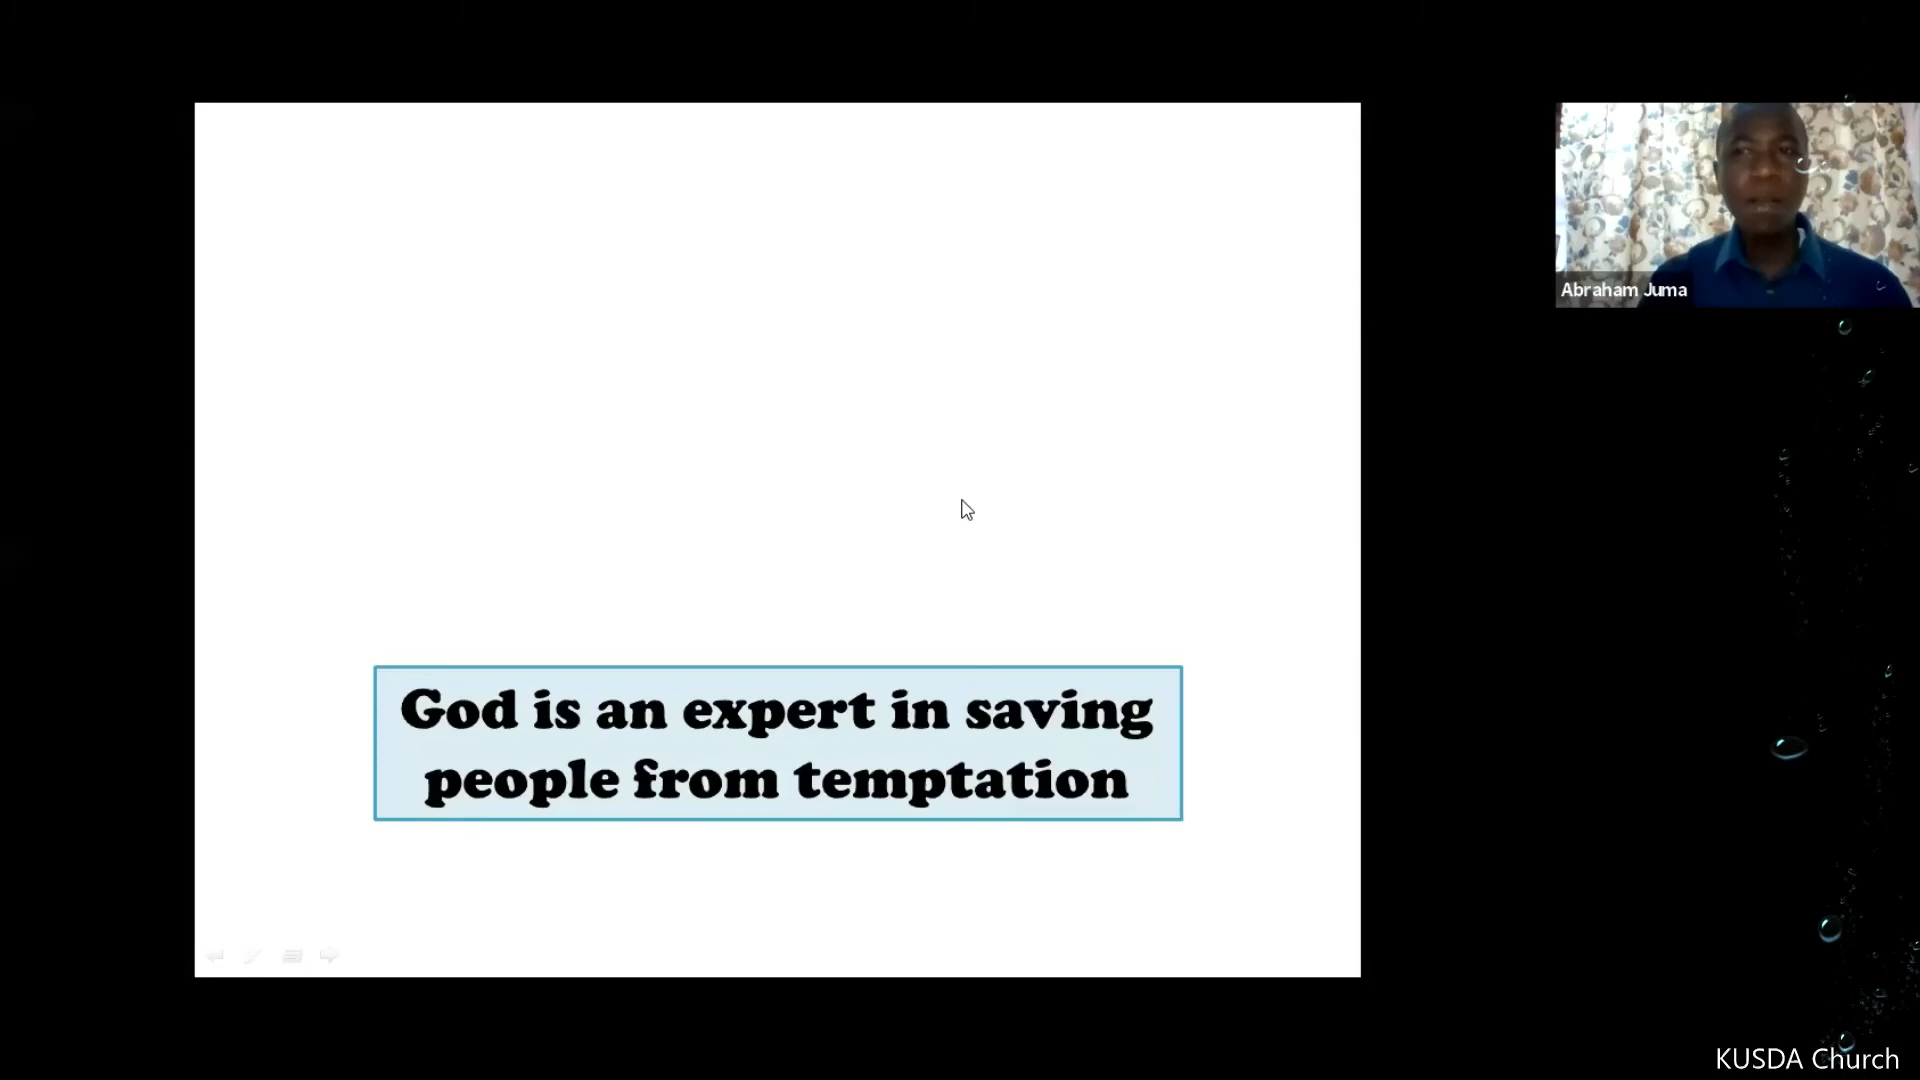 Abraham Juma
God is an expert in saving
people from temptation
KUSDA Church